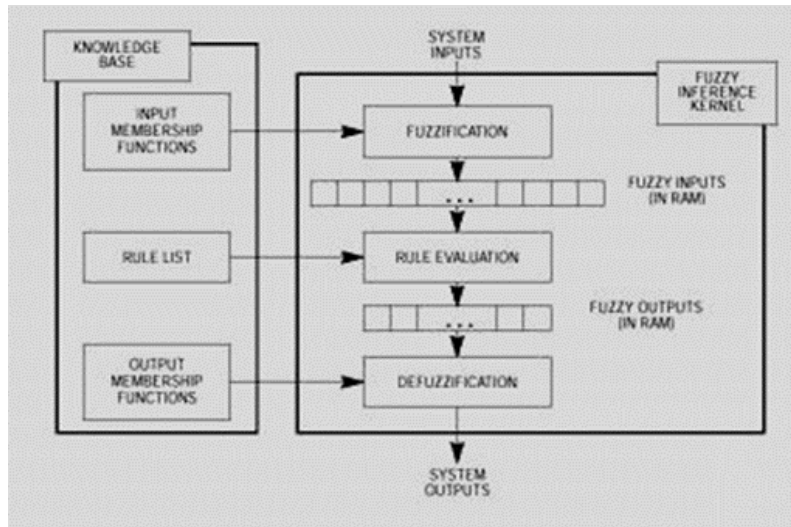 KNOWLEDGE
BASE
SYSTEM
INPUTS
FUZZY
INFERENCE
KERNEL
INPUT
MEMBERSHIP
FUNCTIONS
FUZZIFICATION
...
FUZZY INPUTS
(IN RAM)
RULE LIST
RULE EVALUATION
...
FUZZY OUTPUTS
(IN RAM)
OUTPUT
MEMBERSHIP
FUNCTIONS
DEFUZZIFICATION
SYSTEM
OUTPUTS